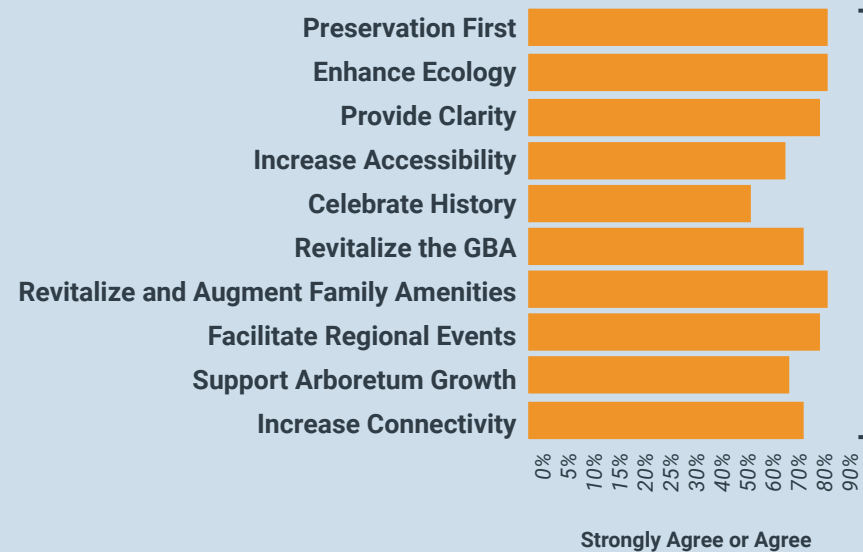 Preservation First
Enhance Ecology
Provide Clarity
Increase Accessibility
Celebrate History
Revitalize the GBA
Revitalize and Augment Family Amenities
Facilitate Regional Events
Support Arboretum Growth
Increase Connectivity
0%
5%
10%
15%
20%
25%
30%
40%
50%
60%
70%
80%
90%
Strongly Agree or Agree